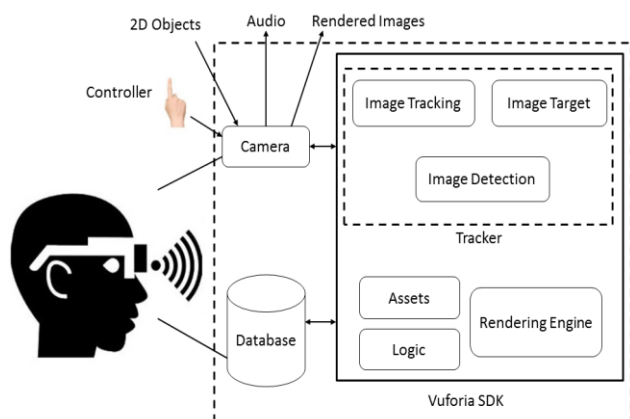 2D Objects
Audio
Rendered Images
Controller
Camera
Image Tracking
Image Target
Image Detection
Tracker
Database
Assets
Logic
Rendering Engine
Vuforia SDK